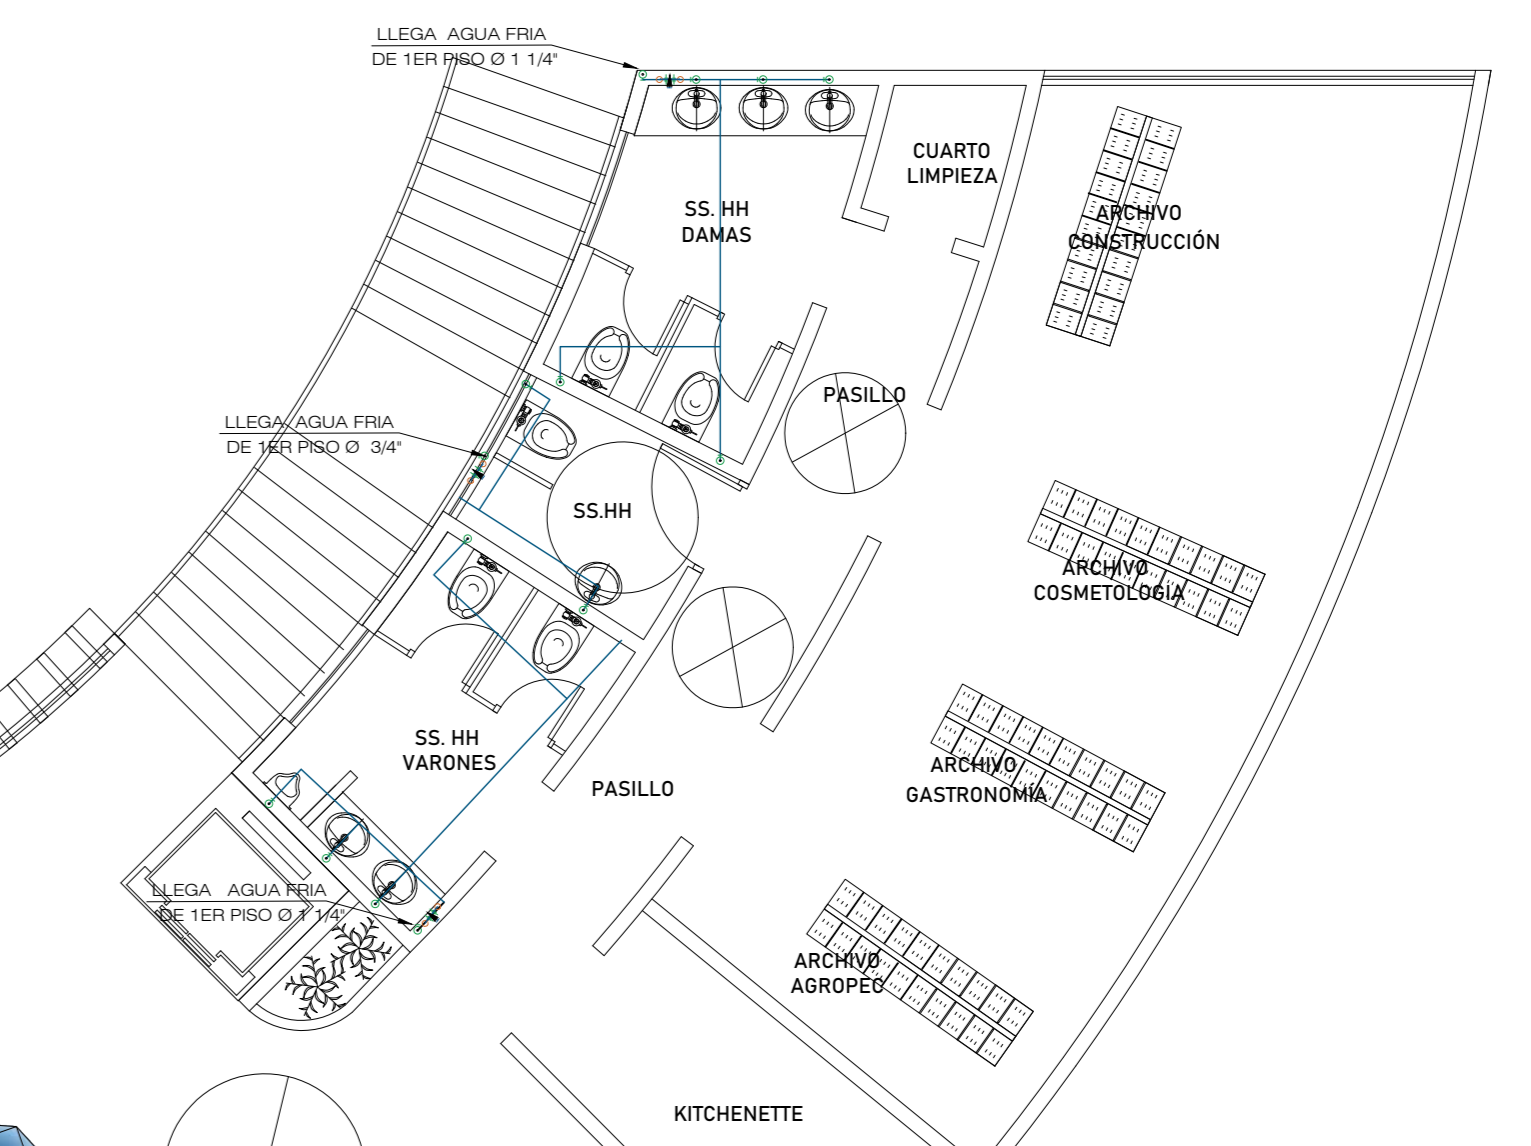 LLEGA AGUA FRIA
DE 1ER PISO Ø 1 1/4"
CUARTO
LIMPIEZA
SS. HH
DAMAS
ARCHIVO
CONSTRUCCIÓN
PASILLO
LLEGA AGUA FRIA
DE 1ER PISO Ø 3/4"
SS.HH
ARCHIVO
COSMETOLOGÍA
SS. HH
VARONES
PASILLO
ARCHIVO
GASTRONOMÍA
LLEGA AGUA FRIA
DE 1ER PISO Ø 1 1/4"
ARCHIVO
AGROPEC
KITCHENETTE